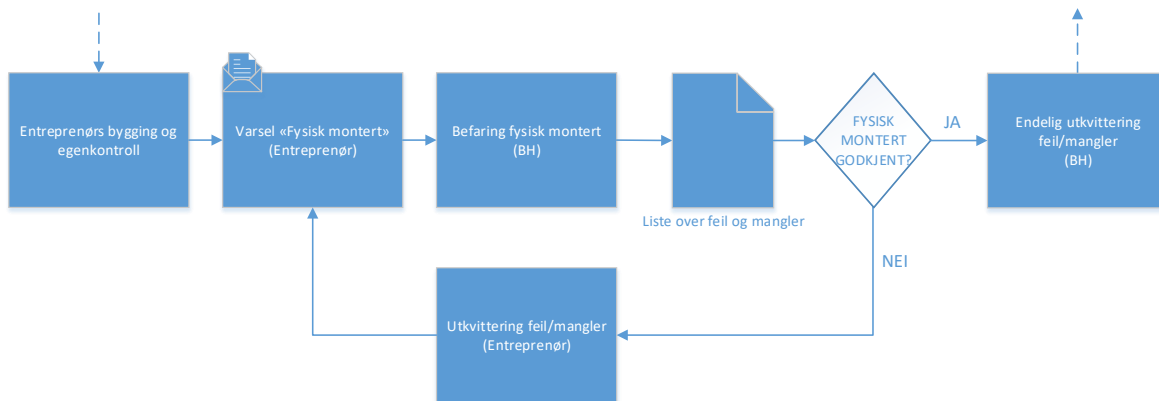 Entreprenørs bygging og
egenkontroll
Varsel «Fysisk montert»
(Entreprenør)
Befaring fysisk montert
(BH)
Liste over feil og mangler
FYSISK
MONTERT
GODKJENT?
JA
Endelig utkvittering
feil/mangler
(BH)
NEI
Utkvittering feil/mangler
(Entreprenør)